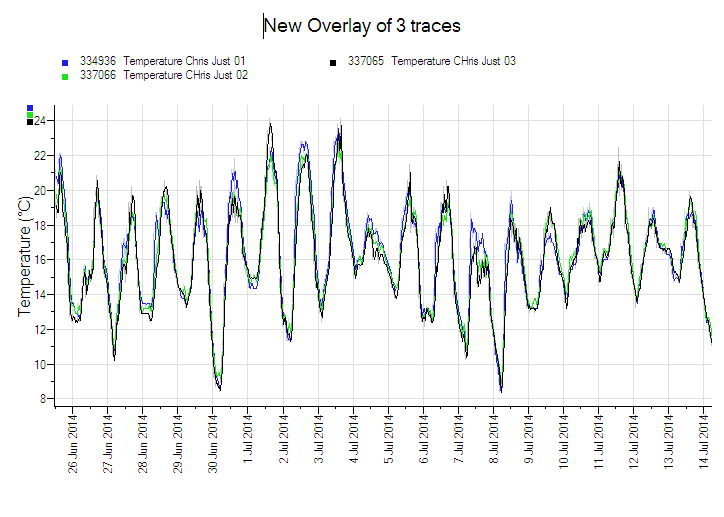 New Overlay of 3 traces
334936 Temperature CHris Just 01
337065 Temperature CHris Just 03
337066 Temperature CHris Just 02
Temperature (°C)
24
22
20
18
16
14
12
10
8
26 Jun 2014
27 Jun 2014
28 Jun 2014
29 Jun 2014
30 Jun 2014
1 Jul 2014
2 Jul 2014
3 Jul 2014
4 Jul 2014
5 Jul 2014
6 Jul 2014
7 Jul 2014
8 Jul 2014
9 Jul 2014
10 Jul 2014
11 Jul 2014
12 Jul 2014
13 Jul 2014
14 Jul 2014